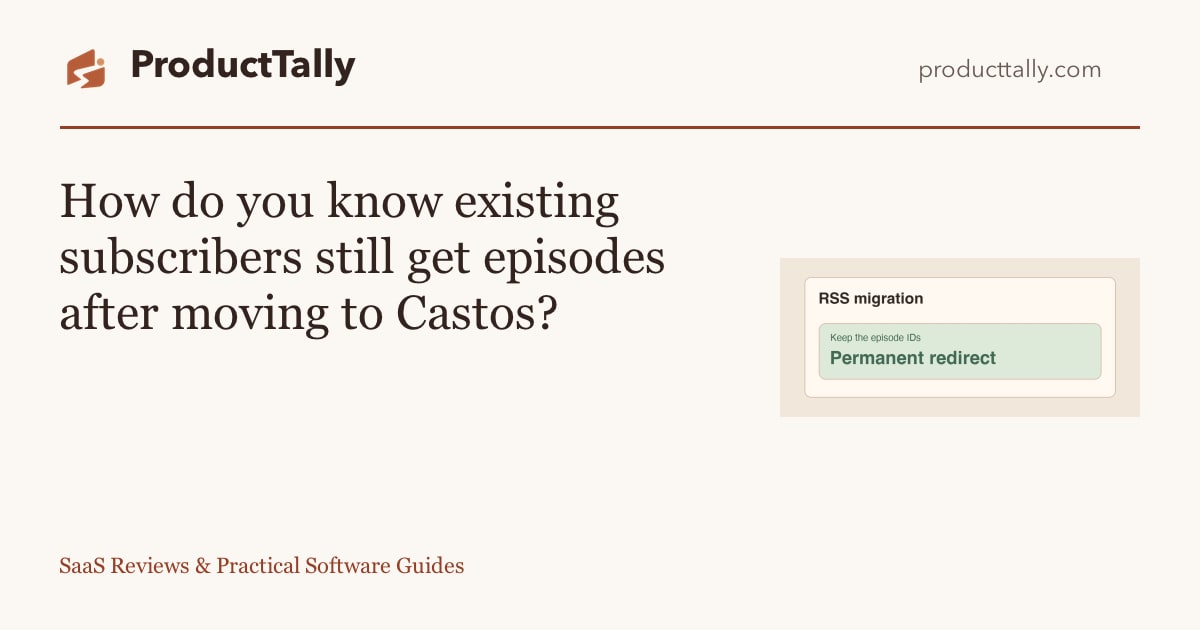 ProductTally
producttally.com
How do you know existing
subscribers still get episodes
after moving to Castos?
RSS migration
Keep the episode IDs
Permanent redirect
SaaS Reviews & Practical Software Guides